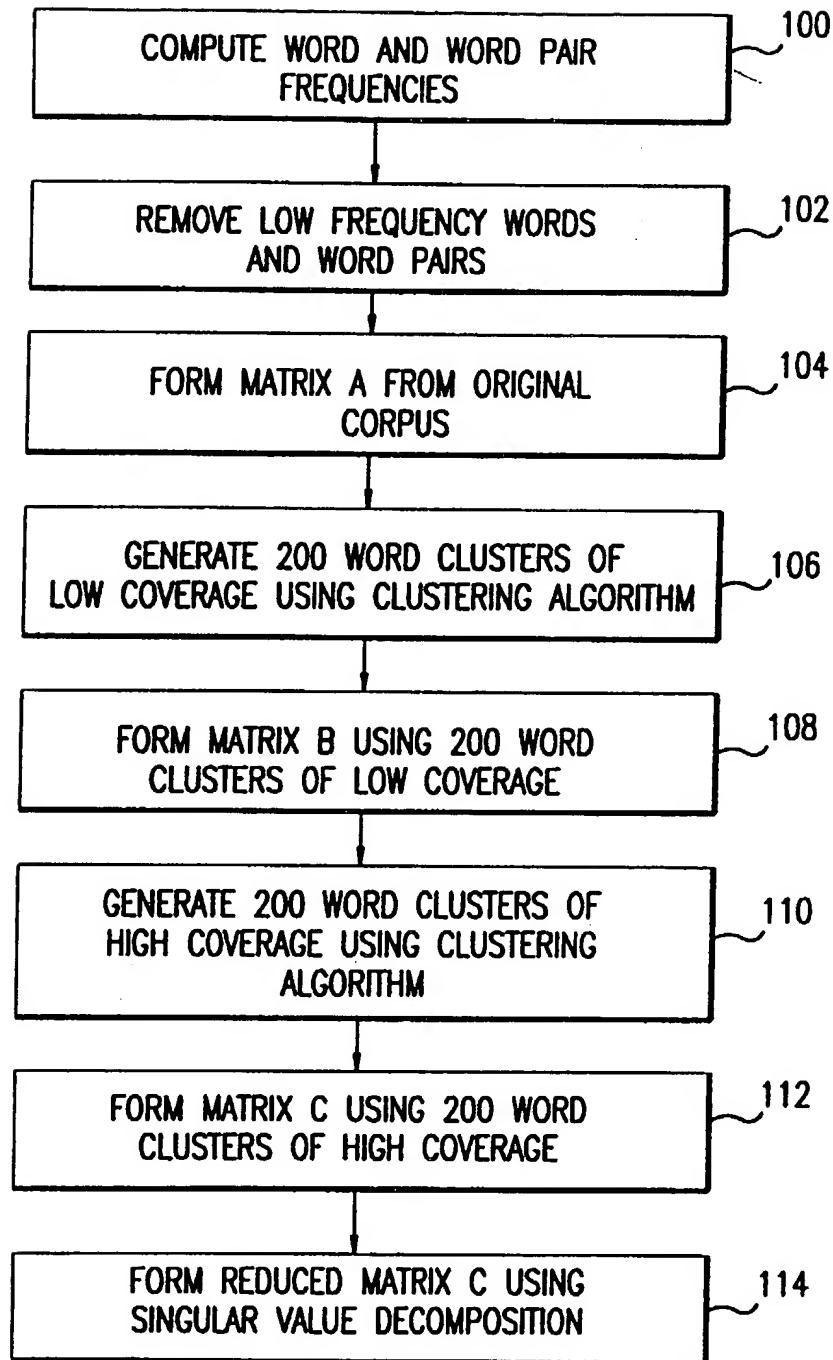 COMPUTE WORD AND WORD PAIR
FREQUENCIES
100
REMOVE LOW FREQUENCY WORDS
AND WORD PAIRS
102
FORM MATRIX A FROM ORIGINAL
CORPUS
104
GENERATE 200 WORD CLUSTERS OF
LOW COVERAGE USING CLUSTERING ALGORITHM
106
FORM MATRIX B USING 200 WORD
CLUSTERS OF LOW COVERAGE
108
GENERATE 200 WORD CLUSTERS OF
HIGH COVERAGE USING CLUSTERING
ALGORITHM
110
FORM MATRIX C USING 200 WORD
CLUSTERS OF HIGH COVERAGE
112
FORM REDUCED MATRIX C USING
SINGULAR VALUE DECOMPOSITION
114